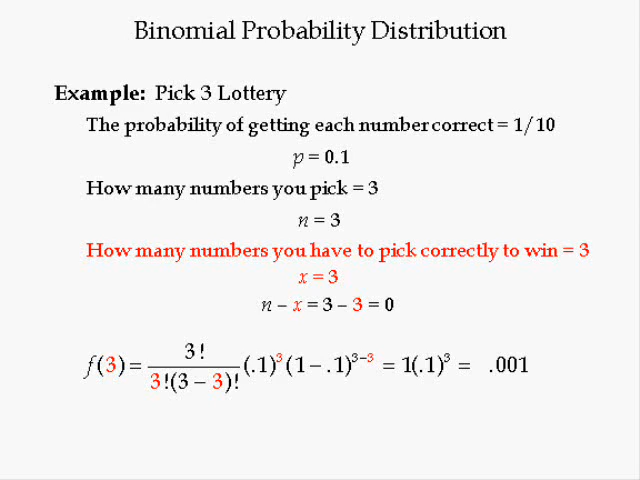 Binomial Probability Distribution
Example: Pick 3 Lottery
The probability of getting each number correct = 1/10
p = 0.1
How many numbers you pick = 3
n = 3
How many numbers you have to pick correctly to win = 3
x = 3
n – x = 3 – 3 = 0
f(3) = 3! / 3!(3 – 3)! (.1)³(1 – .1)³⁻³ = 1(.1)³ = .001